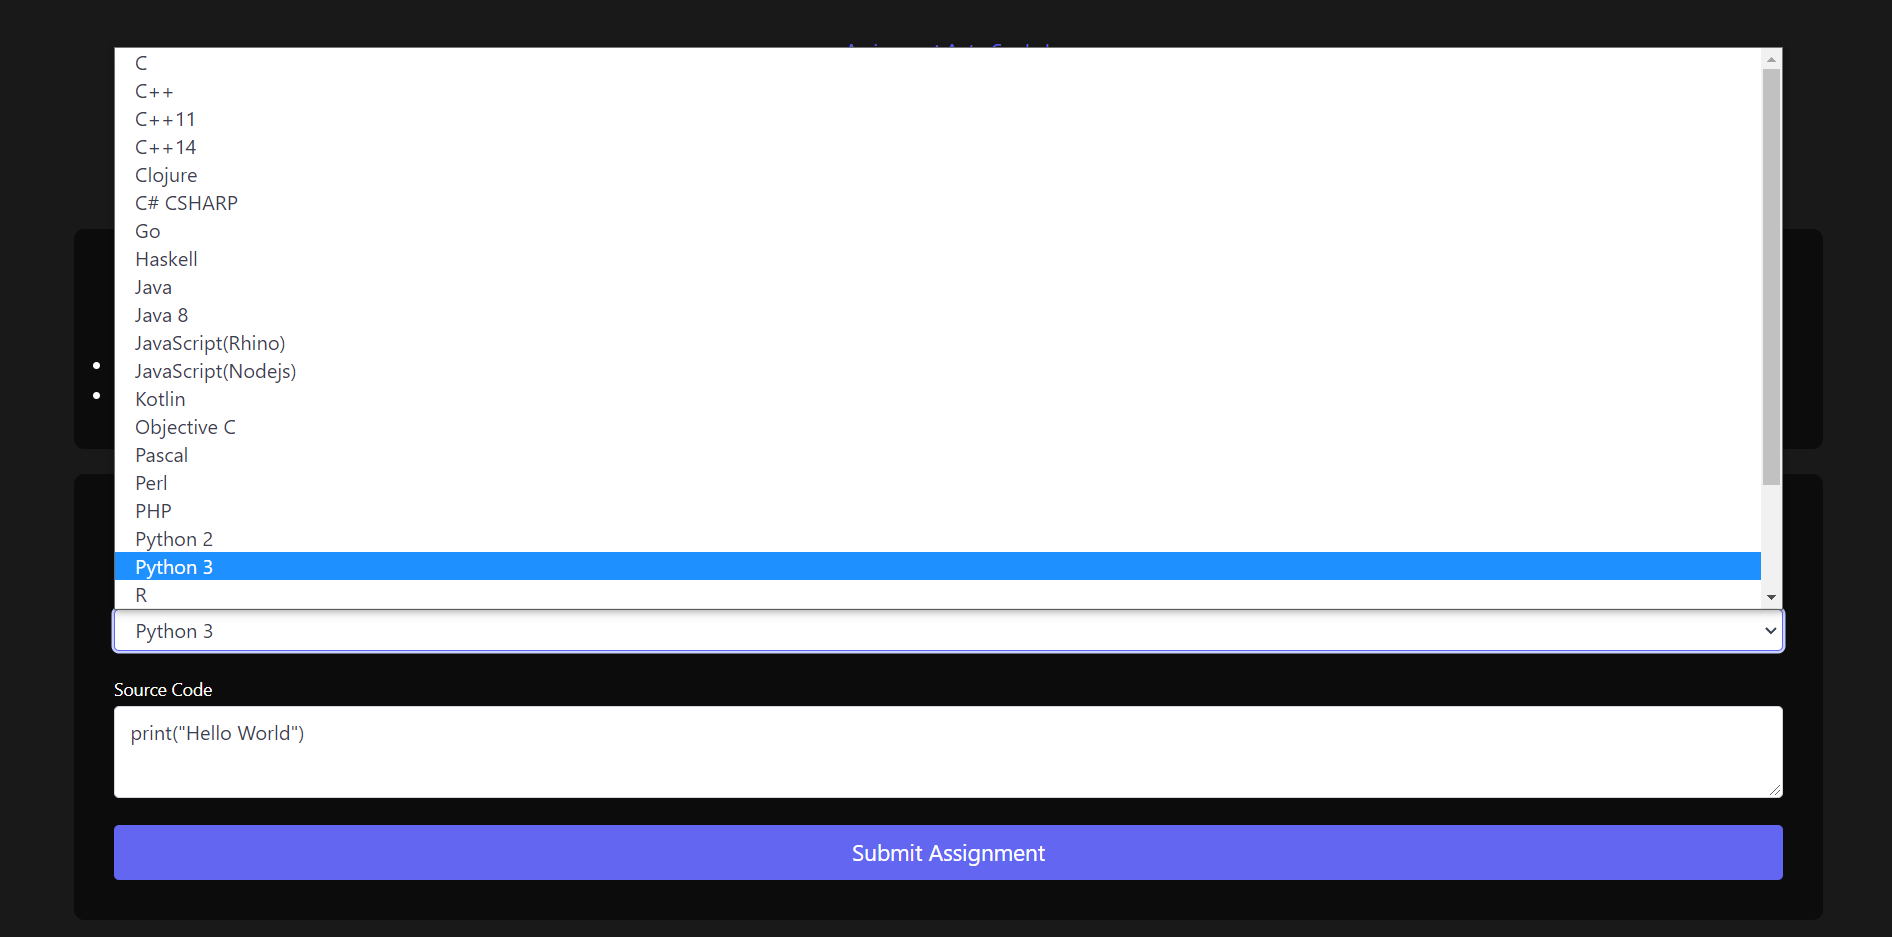 C
C++
C++11
C++14
Clojure
C# CSHARP
Go
Haskell
Java
Java 8
JavaScript(Rhino)
JavaScript(Nodejs)
Kotlin
Objective C
Pascal
Perl
PHP
Python 2
Python 3
R
Python 3
Source Code
print("Hello World")
Submit Assignment